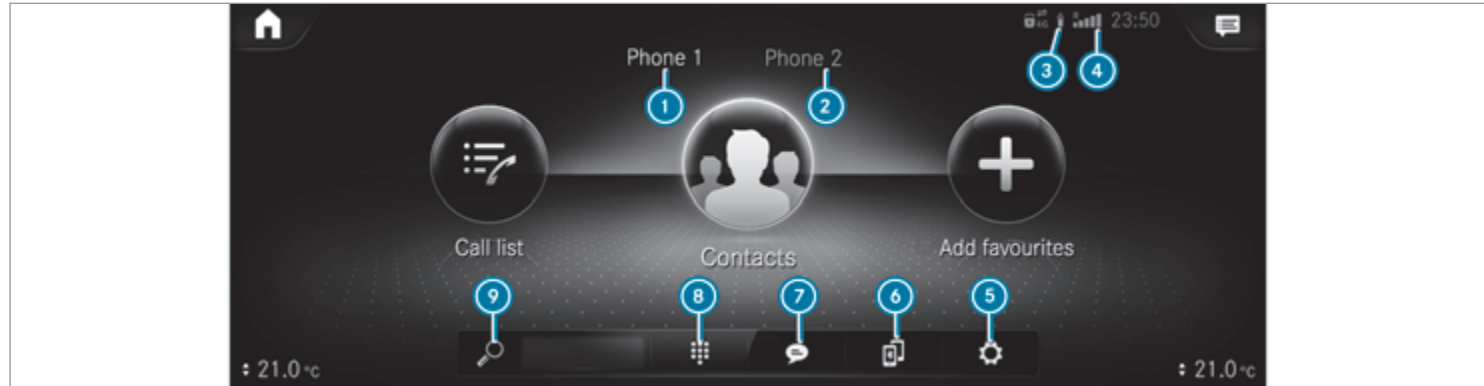 4G 23:50
Phone 1 Phone 2
3 4
1 2
Call list Contacts Add favourites
9 8 7 6 5
21.0 °C 21.0 °C